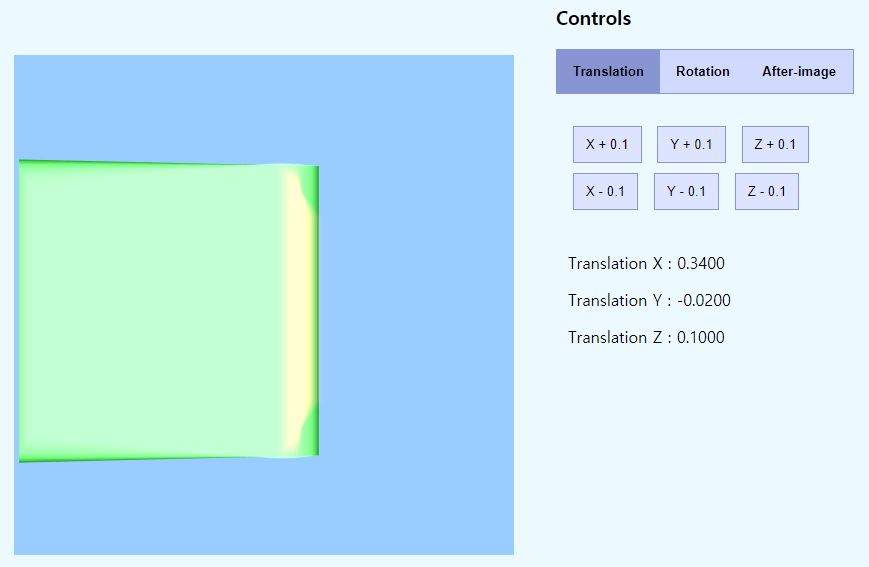 Controls
Translation Rotation After-image
X + 0.1 Y + 0.1 Z + 0.1
X - 0.1 Y - 0.1 Z - 0.1
Translation X : 0.3400
Translation Y : -0.0200
Translation Z : 0.1000